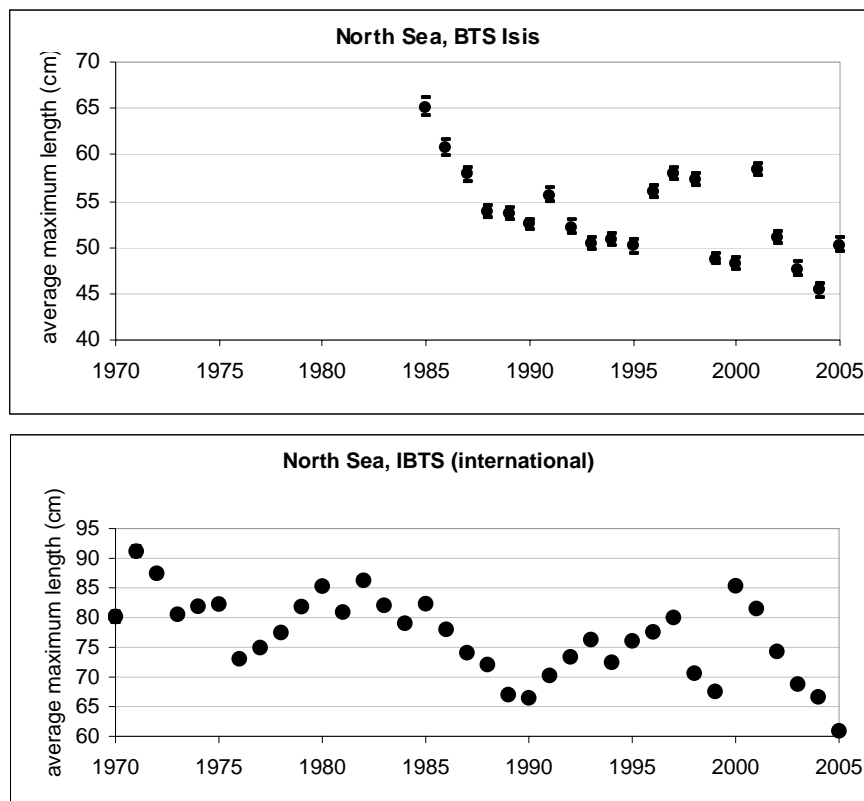 North Sea, BTS Isis
average maximum length (cm)
70
65
60
55
50
45
40
1970 1975 1980 1985 1990 1995 2000 2005
North Sea, IBTS (international)
average maximum length (cm)
95
90
85
80
75
70
65
60
1970 1975 1980 1985 1990 1995 2000 2005